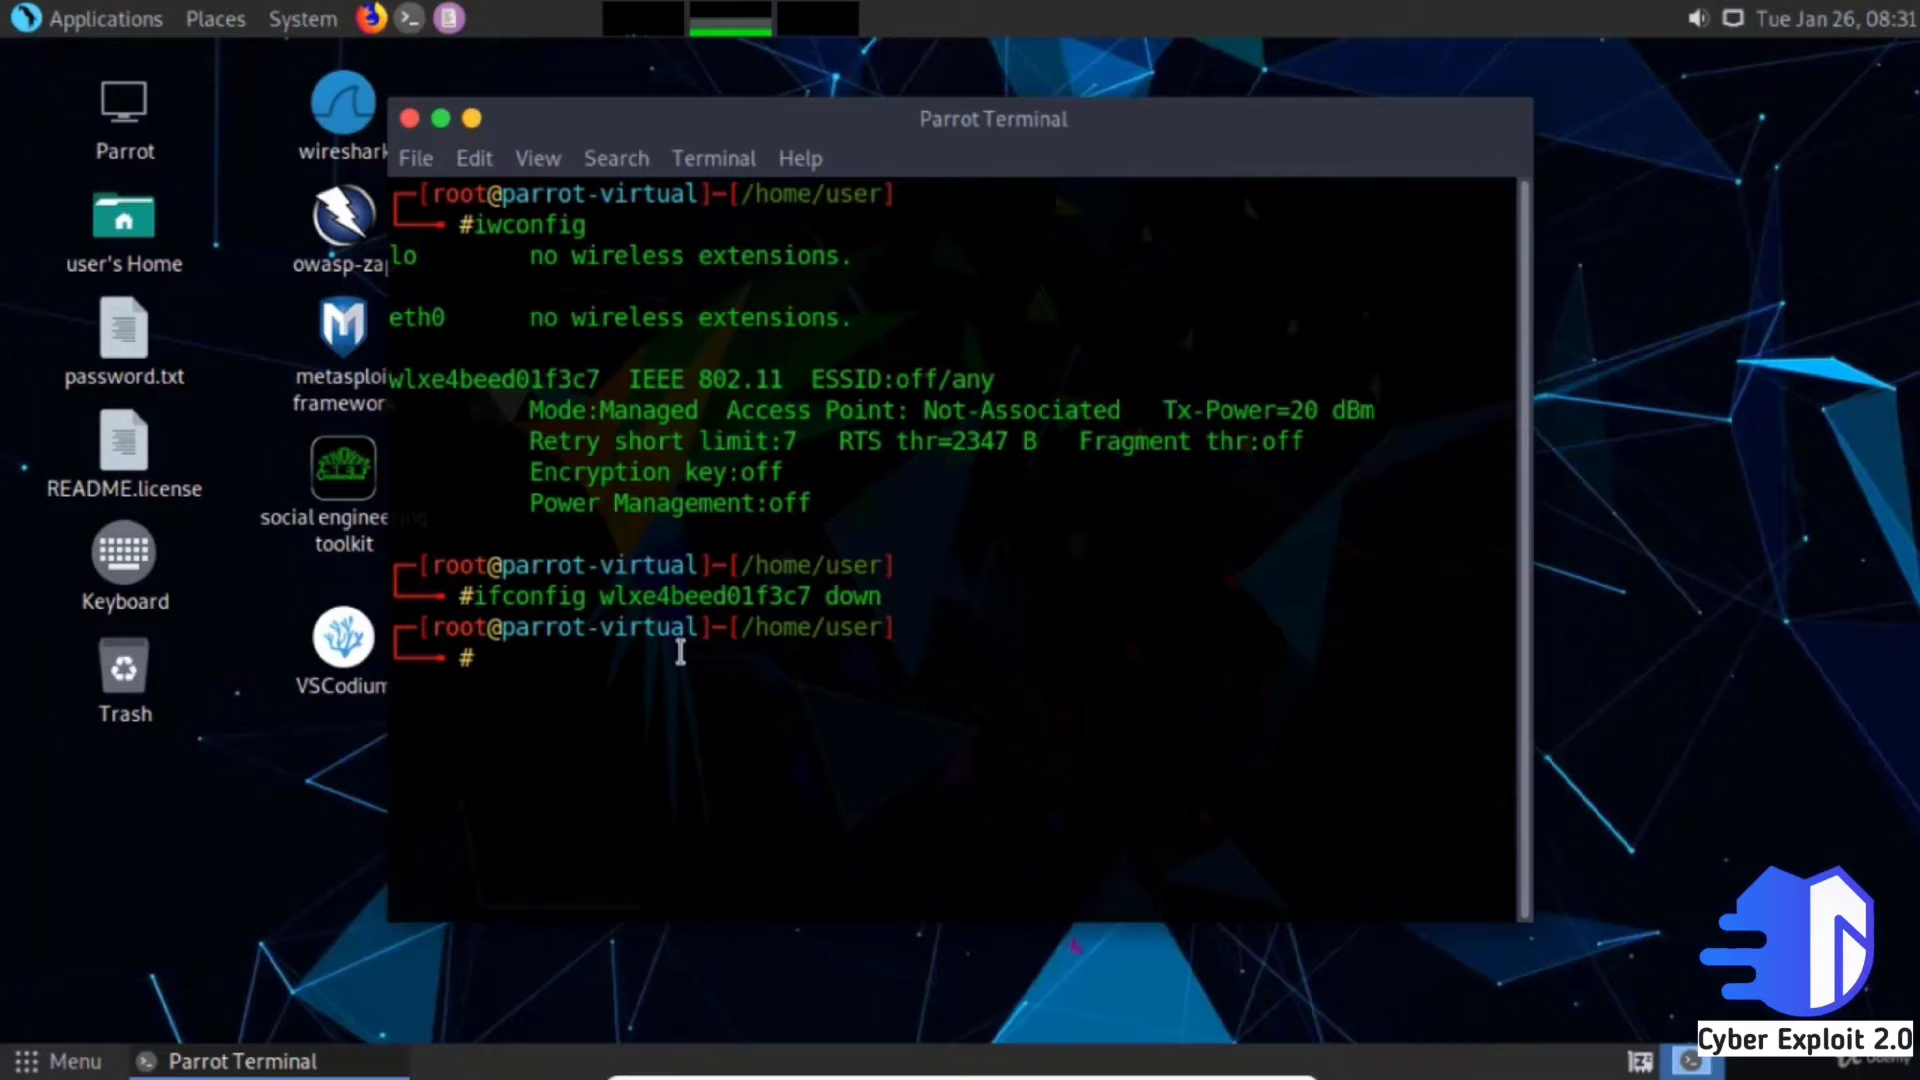 Applications Places System
Tue Jan 26, 08:31
Parrot
user's Home
password.txt
README.license
Keyboard
Trash
wireshark
owasp-zap
metasploi
framewor
social enginee
toolkit
VSCodium
Parrot Terminal
File Edit View Search Terminal Help
[root@parrot-virtual]-[/home/user]
#iwconfig
lo no wireless extensions.
eth0 no wireless extensions.
wlxe4beed01f3c7 IEEE 802.11 ESSID:off/any
Mode:Managed Access Point: Not-Associated Tx-Power=20 dBm
Retry short limit:7 RTS thr=2347 B Fragment thr:off
Encryption key:off
Power Management:off
[root@parrot-virtual]-[/home/user]
#ifconfig wlxe4beed01f3c7 down
[root@parrot-virtual]-[/home/user]
#
Cyber Exploit 2.0
Menu Parrot Terminal